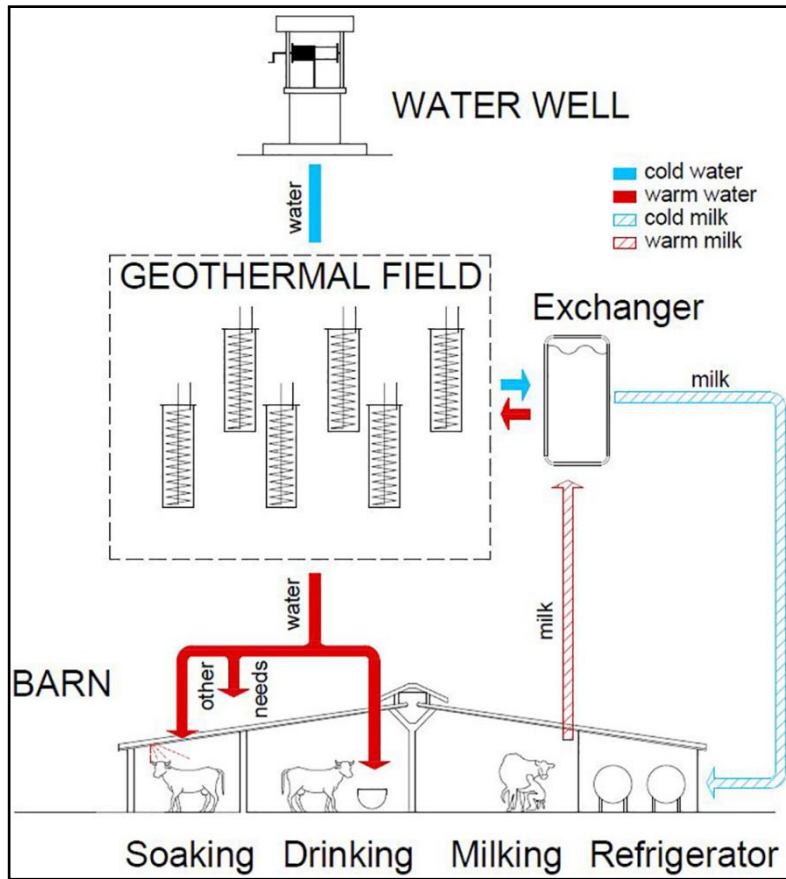 WATER WELL
cold water
warm water
cold milk
warm milk
water
GEOTHERMAL FIELD
Exchanger
milk
water
milk
BARN
other
needs
Soaking
Drinking
Milking
Refrigerator